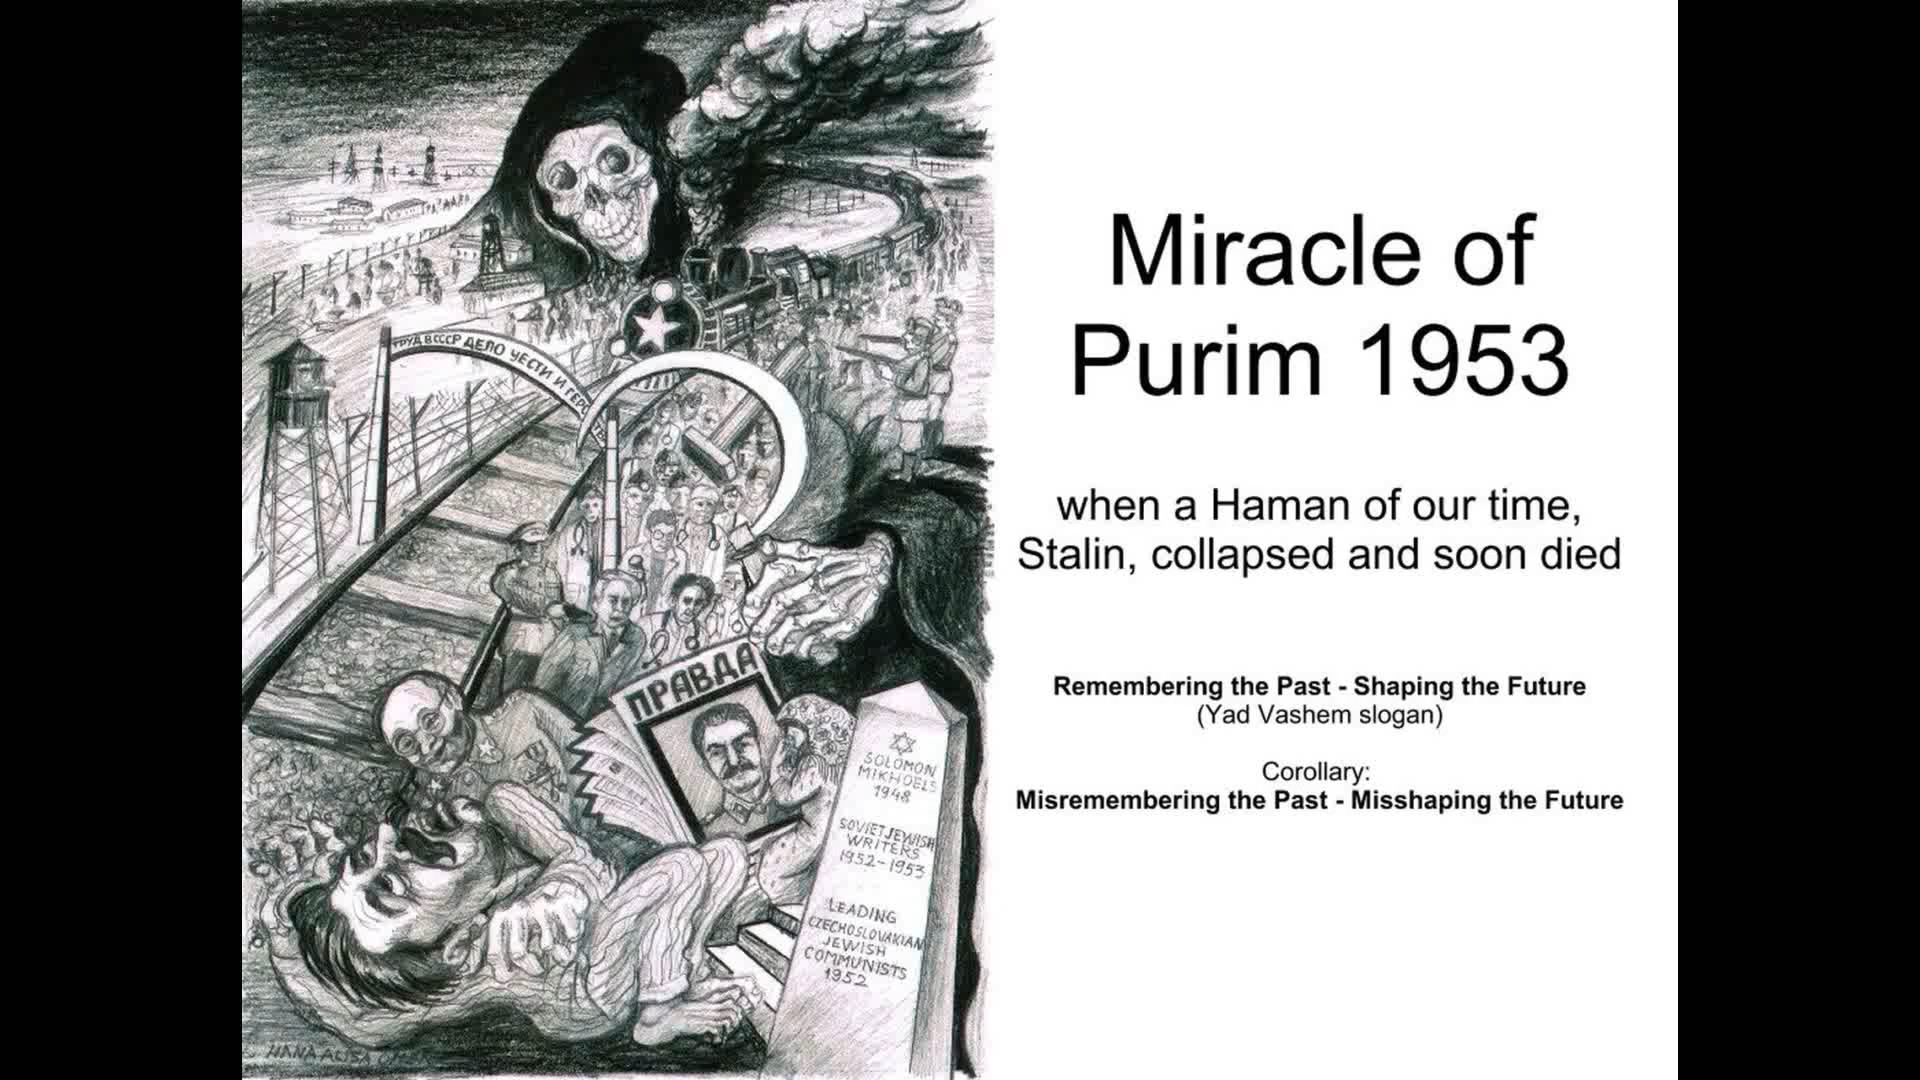 ТРУД В СССР ДЕЛО ЧЕСТИ И
ПРАВДА
SOLOMON
MIKHOELS
1948
SOVIET JEWISH
WRITERS
1952-1953
LEADING
CZECHOSLOVAKIAN
JEWISH
COMMUNISTS
1952
Miracle of
Purim 1953
when a Haman of our time,
Stalin, collapsed and soon died
Remembering the Past - Shaping the Future
(Yad Vashem slogan)
Corollary:
Misremembering the Past - Misshaping the Future